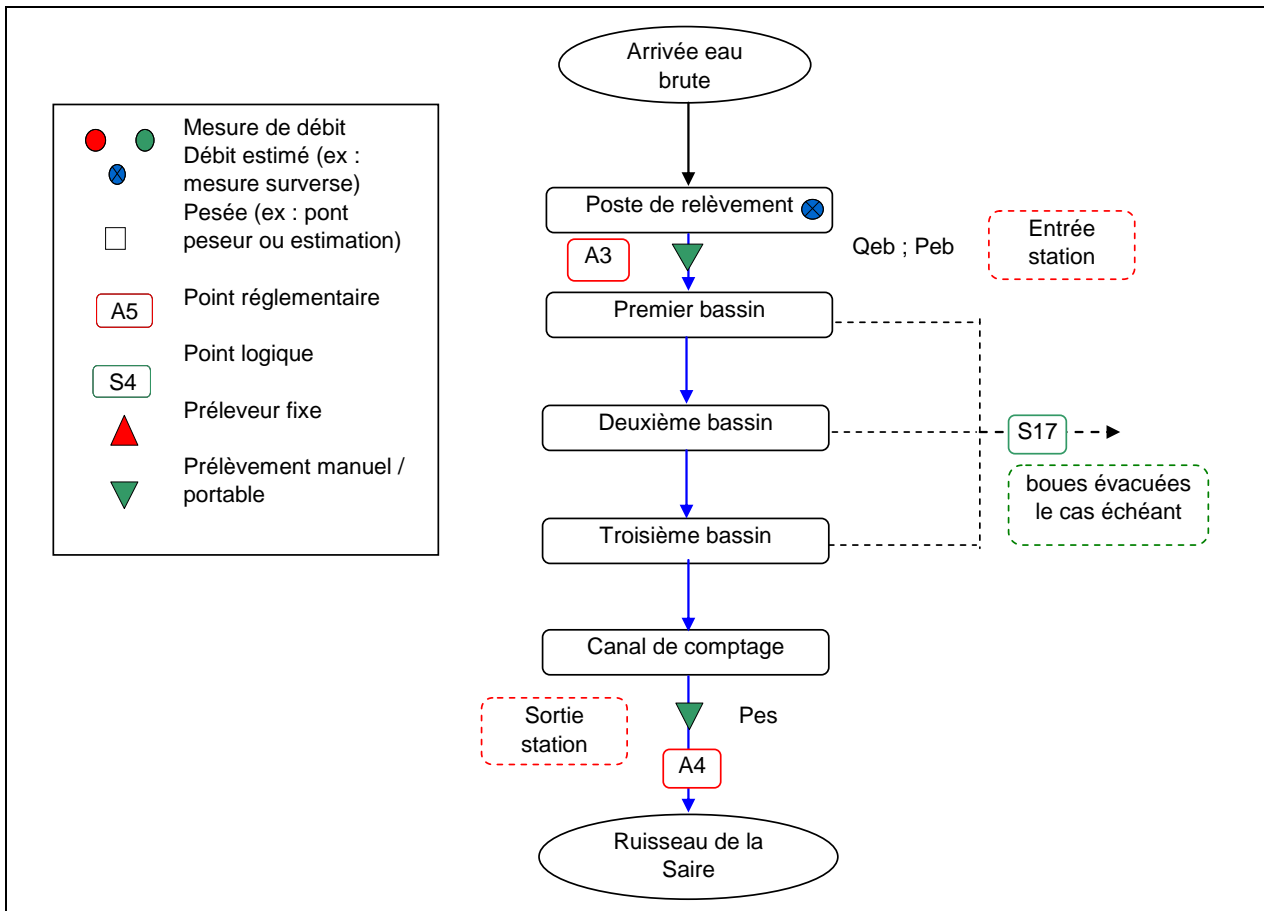 Arrivée eau
brute
Mesure de débit
Débit estimé (ex :
mesure surverse)
Pesée (ex : pont
peseur ou estimation)
A5
Point réglementaire
S4
Point logique
Préleveur fixe
Prélèvement manuel /
portable
Poste de relèvement
A3
Qeb ; Peb
Entrée
station
Premier bassin
Deuxième bassin
S17
boues évacuées
le cas échéant
Troisième bassin
Canal de comptage
Sortie
station
Pes
A4
Ruisseau de la
Saire